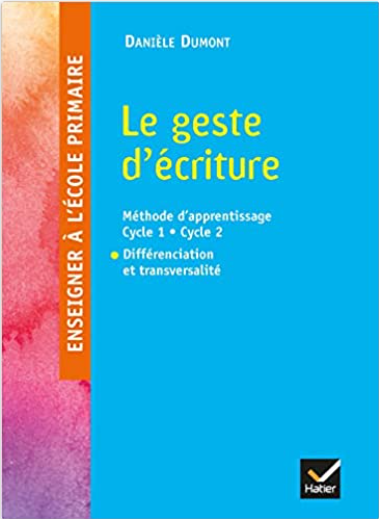 DANIÈLE DUMONT
ENSEIGNER À L'ÉCOLE PRIMAIRE
Le geste
d'écriture
Méthode d'apprentissage
Cycle 1 • Cycle 2
• Différenciation
et transversalité
Hatier